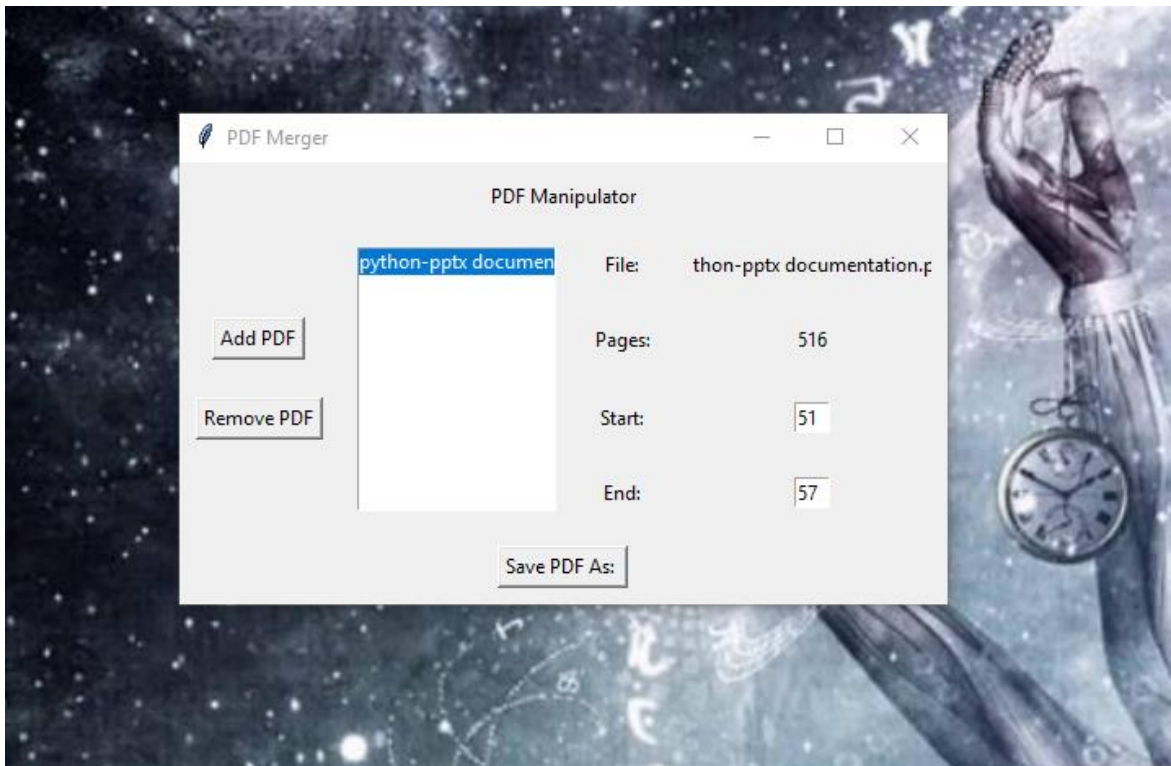 PDF Merger
PDF Manipulator
python-pptx documen
File:
thon-pptx documentation.p
Add PDF
Pages:
516
Remove PDF
Start:
51
End:
57
Save PDF As: